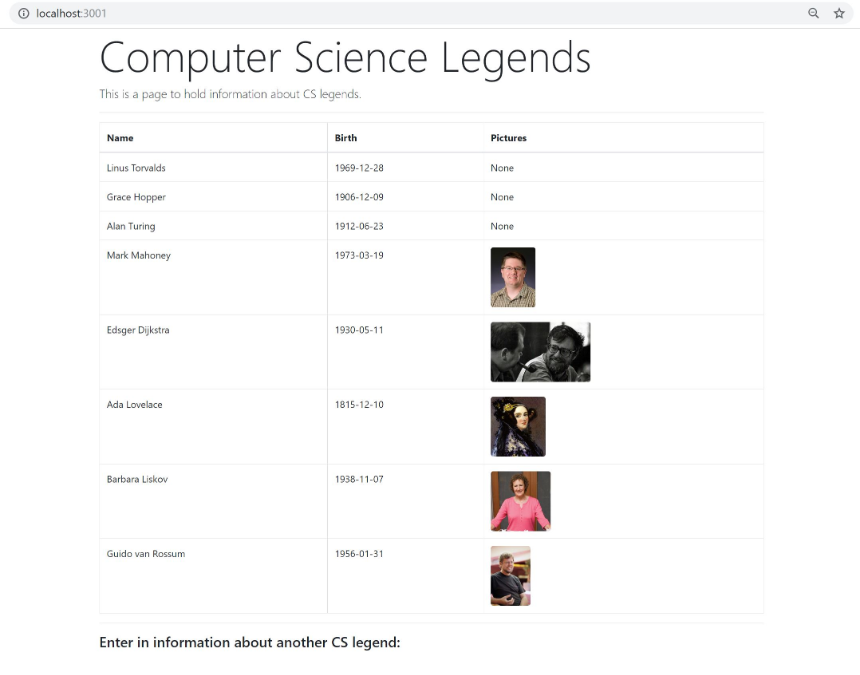 localhost:3001
Computer Science Legends
This is a page to hold information about CS legends.
Name Birth Pictures
Linus Torvalds 1969-12-28 None
Grace Hopper 1906-12-09 None
Alan Turing 1912-06-23 None
Mark Mahoney 1973-03-19
Edsger Dijkstra 1930-05-11
Ada Lovelace 1815-12-10
Barbara Liskov 1938-11-07
Guido van Rossum 1956-01-31
Enter in information about another CS legend: